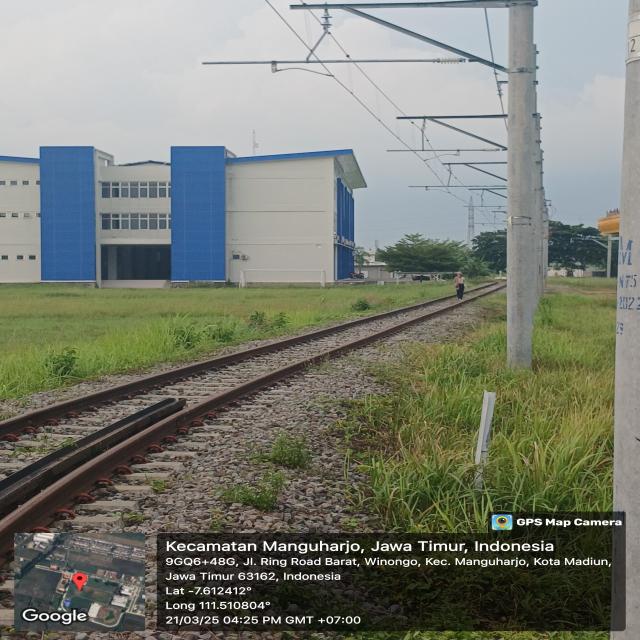 2
M
GPS Map Camera
Kecamatan Manguharjo, Jawa Timur, Indonesia
9GQ6+48G, Jl. Ring Road Barat, Winongo, Kec. Manguharjo, Kota Madiun,
Jawa Timur 63162, Indonesia
Lat -7.612412°
Long 111.510804°
21/03/25 04:25 PM GMT +07:00
Google